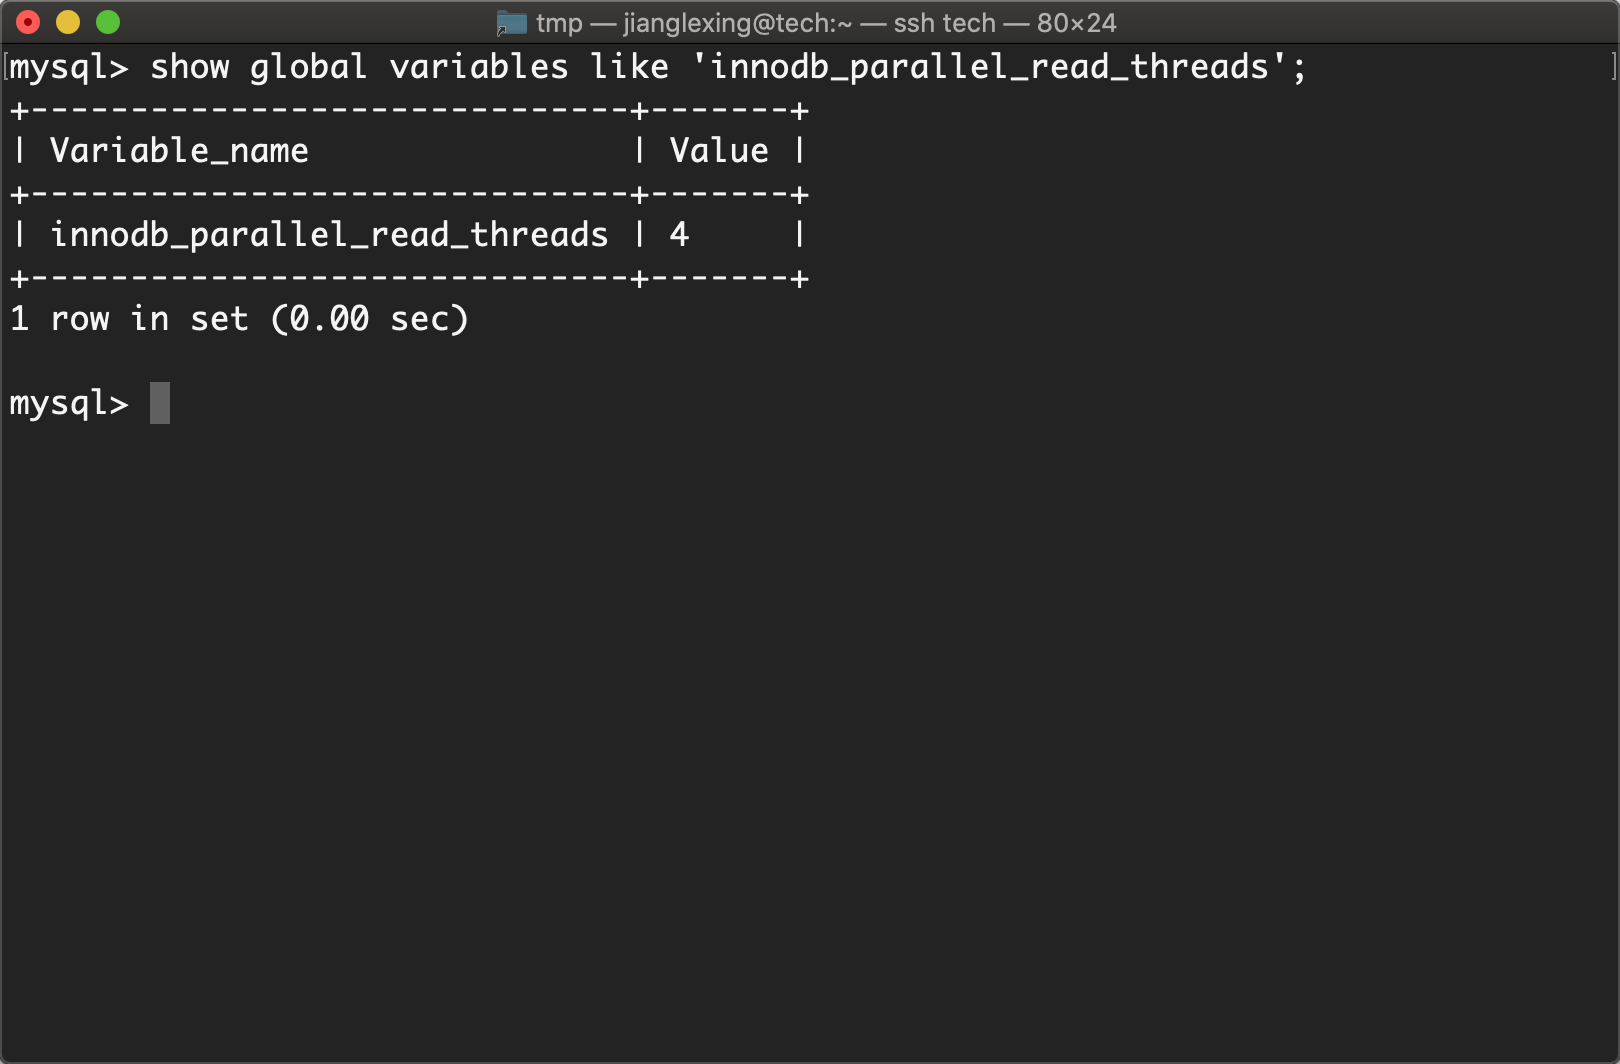 tmp — jianglexing@tech:~ — ssh tech — 80×24
[mysql> show global variables like 'innodb_parallel_read_threads'; ]
+------------------------------+-------+
| Variable_name                | Value |
+------------------------------+-------+
| innodb_parallel_read_threads | 4     |
+------------------------------+-------+
1 row in set (0.00 sec)
mysql>